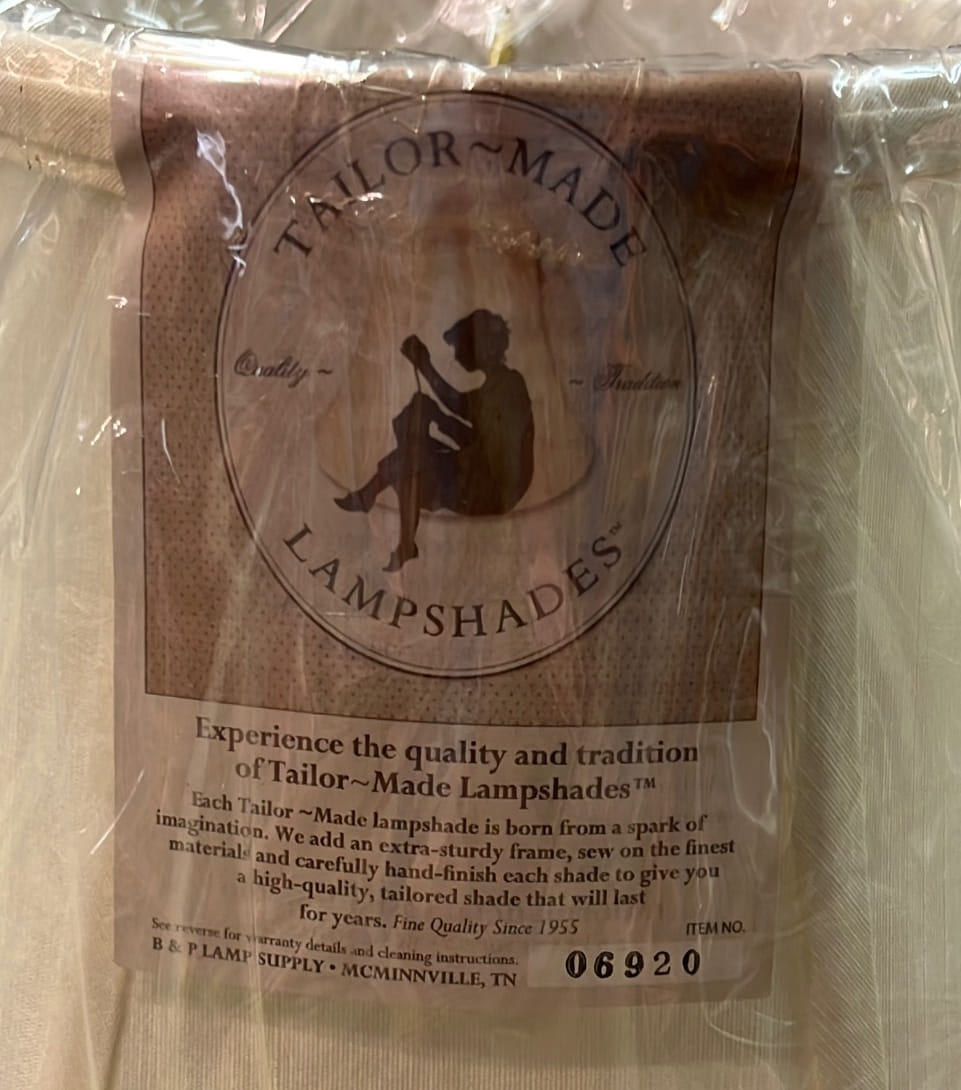 TAILOR~MADE
Quality ~
~ Tradition
LAMPSHADES™
Experience the quality and tradition
of Tailor~Made Lampshades™
Each Tailor ~Made lampshade is born from a spark of
imagination. We add an extra-sturdy frame, sew on the finest
materials and carefully hand-finish each shade to give you
a high-quality, tailored shade that will last
for years. Fine Quality Since 1955
ITEM NO.
See reverse for warranty details and cleaning instructions.
B & P LAMP SUPPLY • MCMINNVILLE, TN
06920